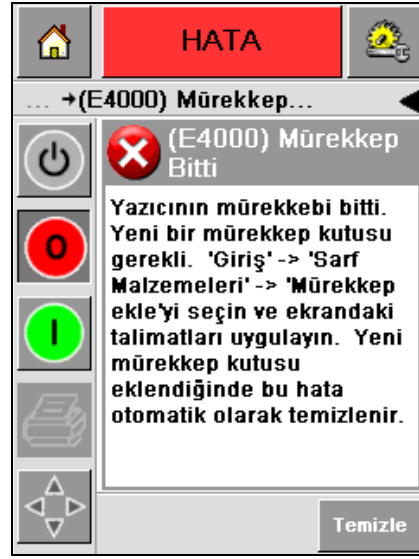 HATA
... →(E4000) Mürekkep...
(E4000) Mürekkep
Bitti
Yazıcının mürekkebi bitti.
Yeni bir mürekkep kutusu
gerekli. 'Giriş' -> 'Sarf
Malzemeleri' -> 'Mürekkep
ekle'yi seçin ve ekrandaki
talimatları uygulayın. Yeni
mürekkep kutusu
eklendiğinde bu hata
otomatik olarak temizlenir.
Temizle